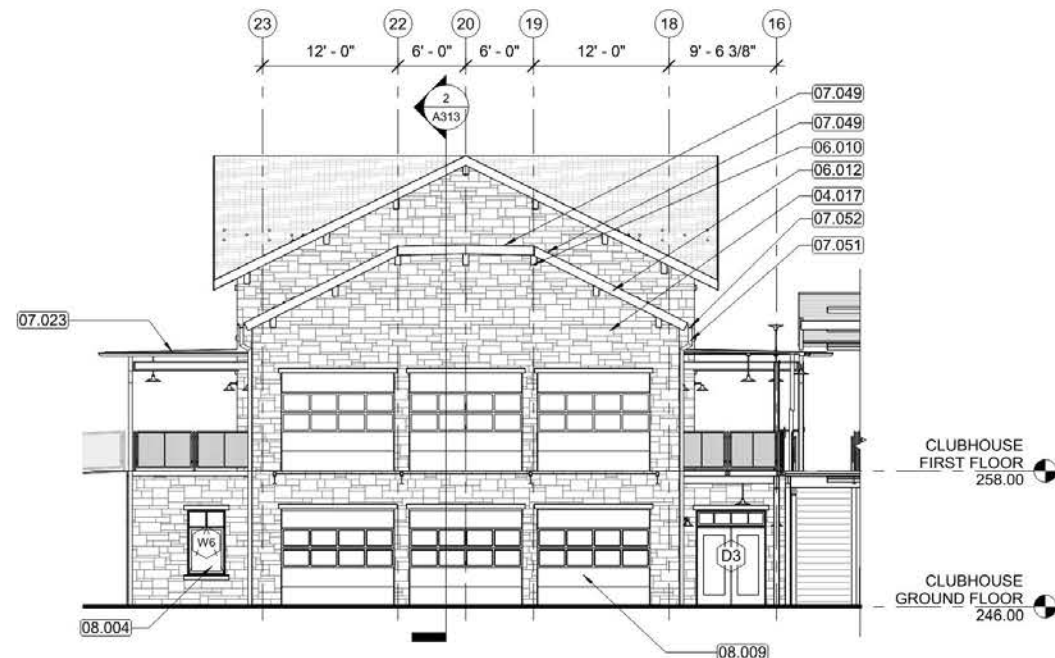 23
22
20
19
18
16
12' - 0"
6' - 0"
6' - 0"
12' - 0"
9' - 6 3/8"
2
A313
07.049
07.049
06.010
06.012
04.017
07.052
07.051
07.023
CLUBHOUSE
FIRST FLOOR
258.00
W6
D3
CLUBHOUSE
GROUND FLOOR
246.00
08.004
08.009